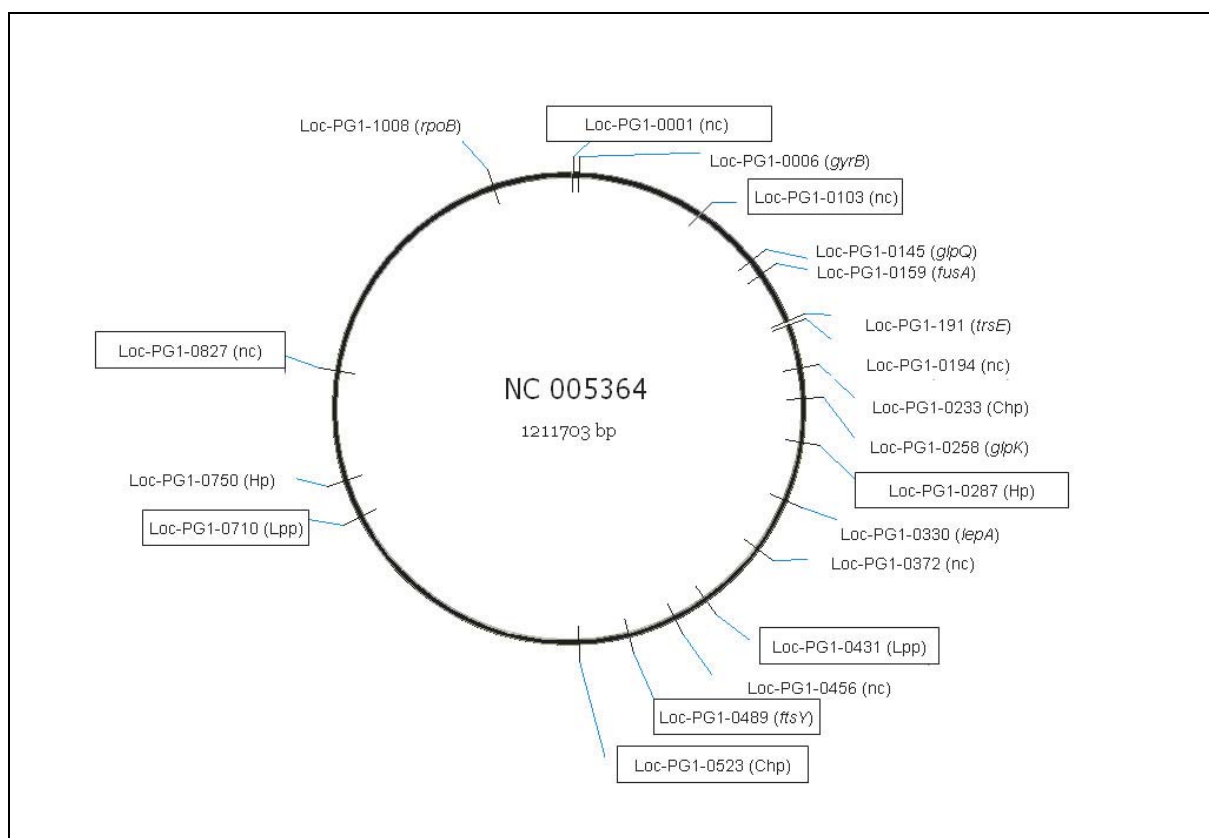 Loc-PG1-0001 (nc)
Loc-PG1-1008 (rpoB)
Loc-PG1-0006 (gyrB)
Loc-PG1-0103 (nc)
Loc-PG1-0145 (glpQ)
Loc-PG1-0159 (fusA)
Loc-PG1-191 (trsE)
Loc-PG1-0827 (nc)
Loc-PG1-0194 (nc)
NC 005364
1211703 bp
Loc-PG1-0233 (Chp)
Loc-PG1-0258 (glpK)
Loc-PG1-0750 (Hp)
Loc-PG1-0287 (Hp)
Loc-PG1-0710 (Lpp)
Loc-PG1-0330 (lepA)
Loc-PG1-0372 (nc)
Loc-PG1-0431 (Lpp)
Loc-PG1-0456 (nc)
Loc-PG1-0489 (ftsY)
Loc-PG1-0523 (Chp)